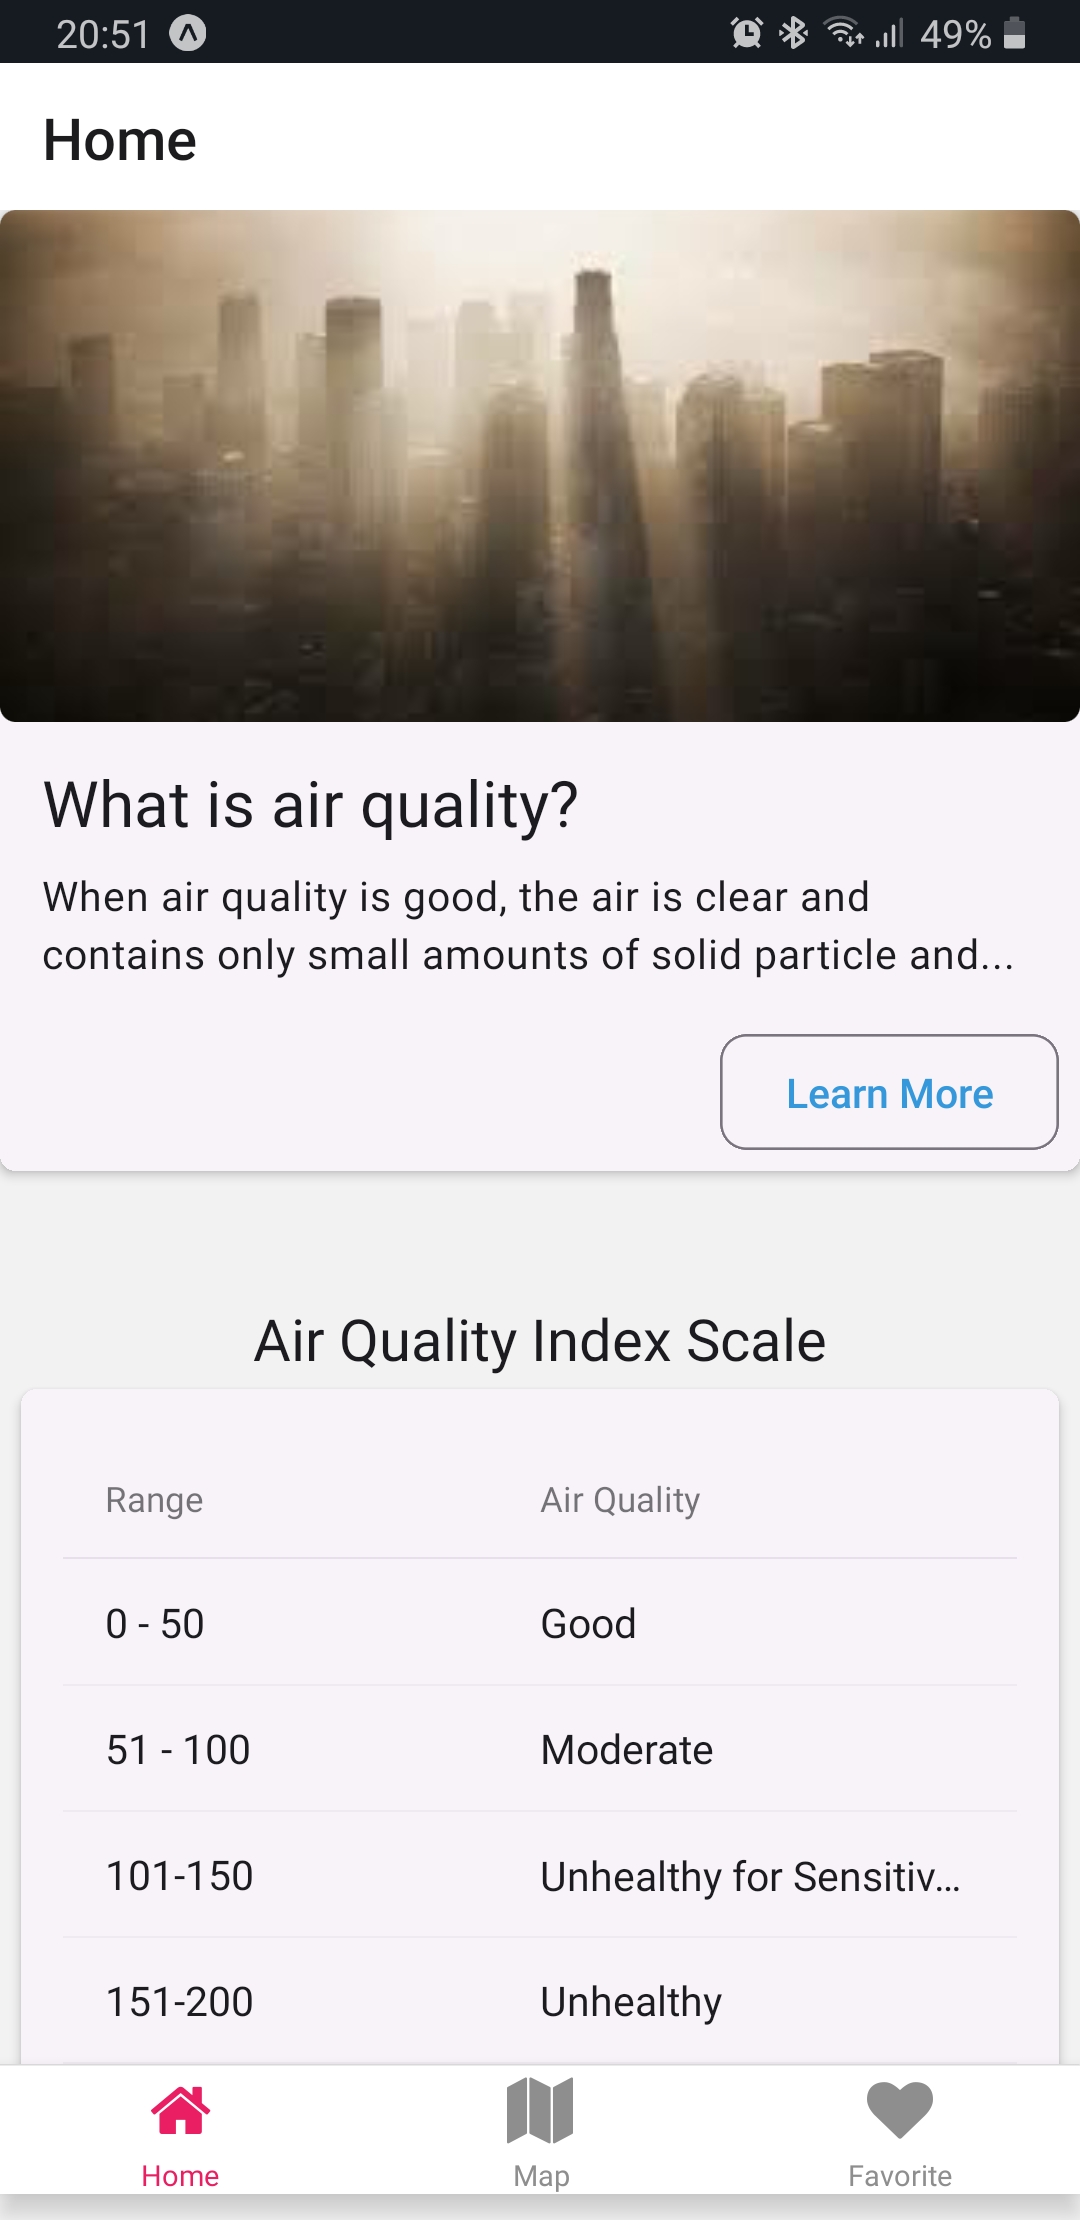 20:51
49%
Home
What is air quality?
When air quality is good, the air is clear and
contains only small amounts of solid particle and...
Learn More
Air Quality Index Scale
Range Air Quality
0 - 50 Good
51 - 100 Moderate
101-150 Unhealthy for Sensitiv...
151-200 Unhealthy
Home Map Favorite